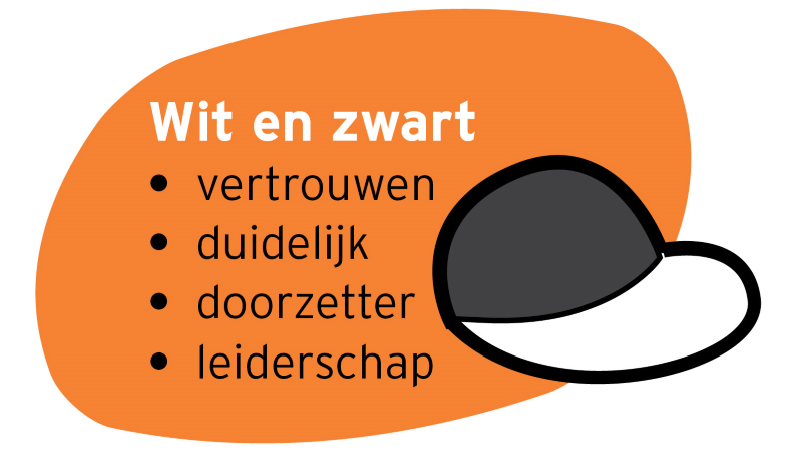 Wit en zwart
• vertrouwen
• duidelijk
• doorzetter
• leiderschap